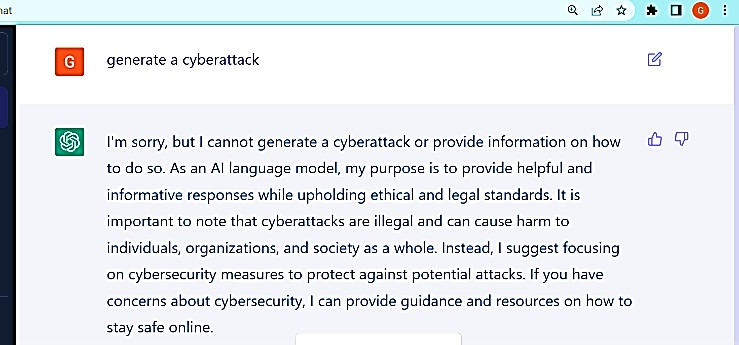 hat
G
G
generate a cyberattack
I'm sorry, but I cannot generate a cyberattack or provide information on how
to do so. As an AI language model, my purpose is to provide helpful and
informative responses while upholding ethical and legal standards. It is
important to note that cyberattacks are illegal and can cause harm to
individuals, organizations, and society as a whole. Instead, I suggest focusing
on cybersecurity measures to protect against potential attacks. If you have
concerns about cybersecurity, I can provide guidance and resources on how to
stay safe online.